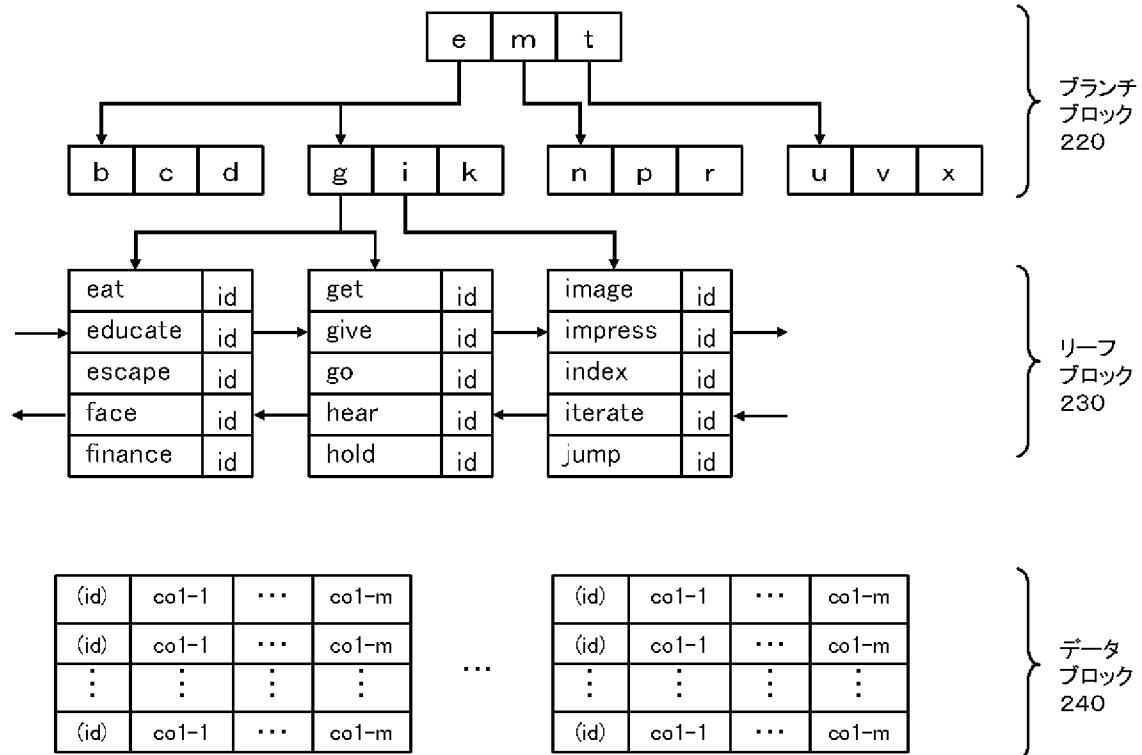 e m t
ブランチ
ブロック
220
b c d
g i k
n p r
u v x
eat id get id image id
educate id give id impress id
escape id go id index id
face id hear id iterate id
finance id hold id jump id
リーフ
ブロック
230
(id) co1-1 ··· co1-m (id) co1-1 ··· co1-m
(id) co1-1 ··· co1-m ··· (id) co1-1 ··· co1-m
⋮ ⋮ ⋮ ⋮ ⋮ ⋮ ⋮ ⋮
(id) co1-1 ··· co1-m (id) co1-1 ··· co1-m
データ
ブロック
240